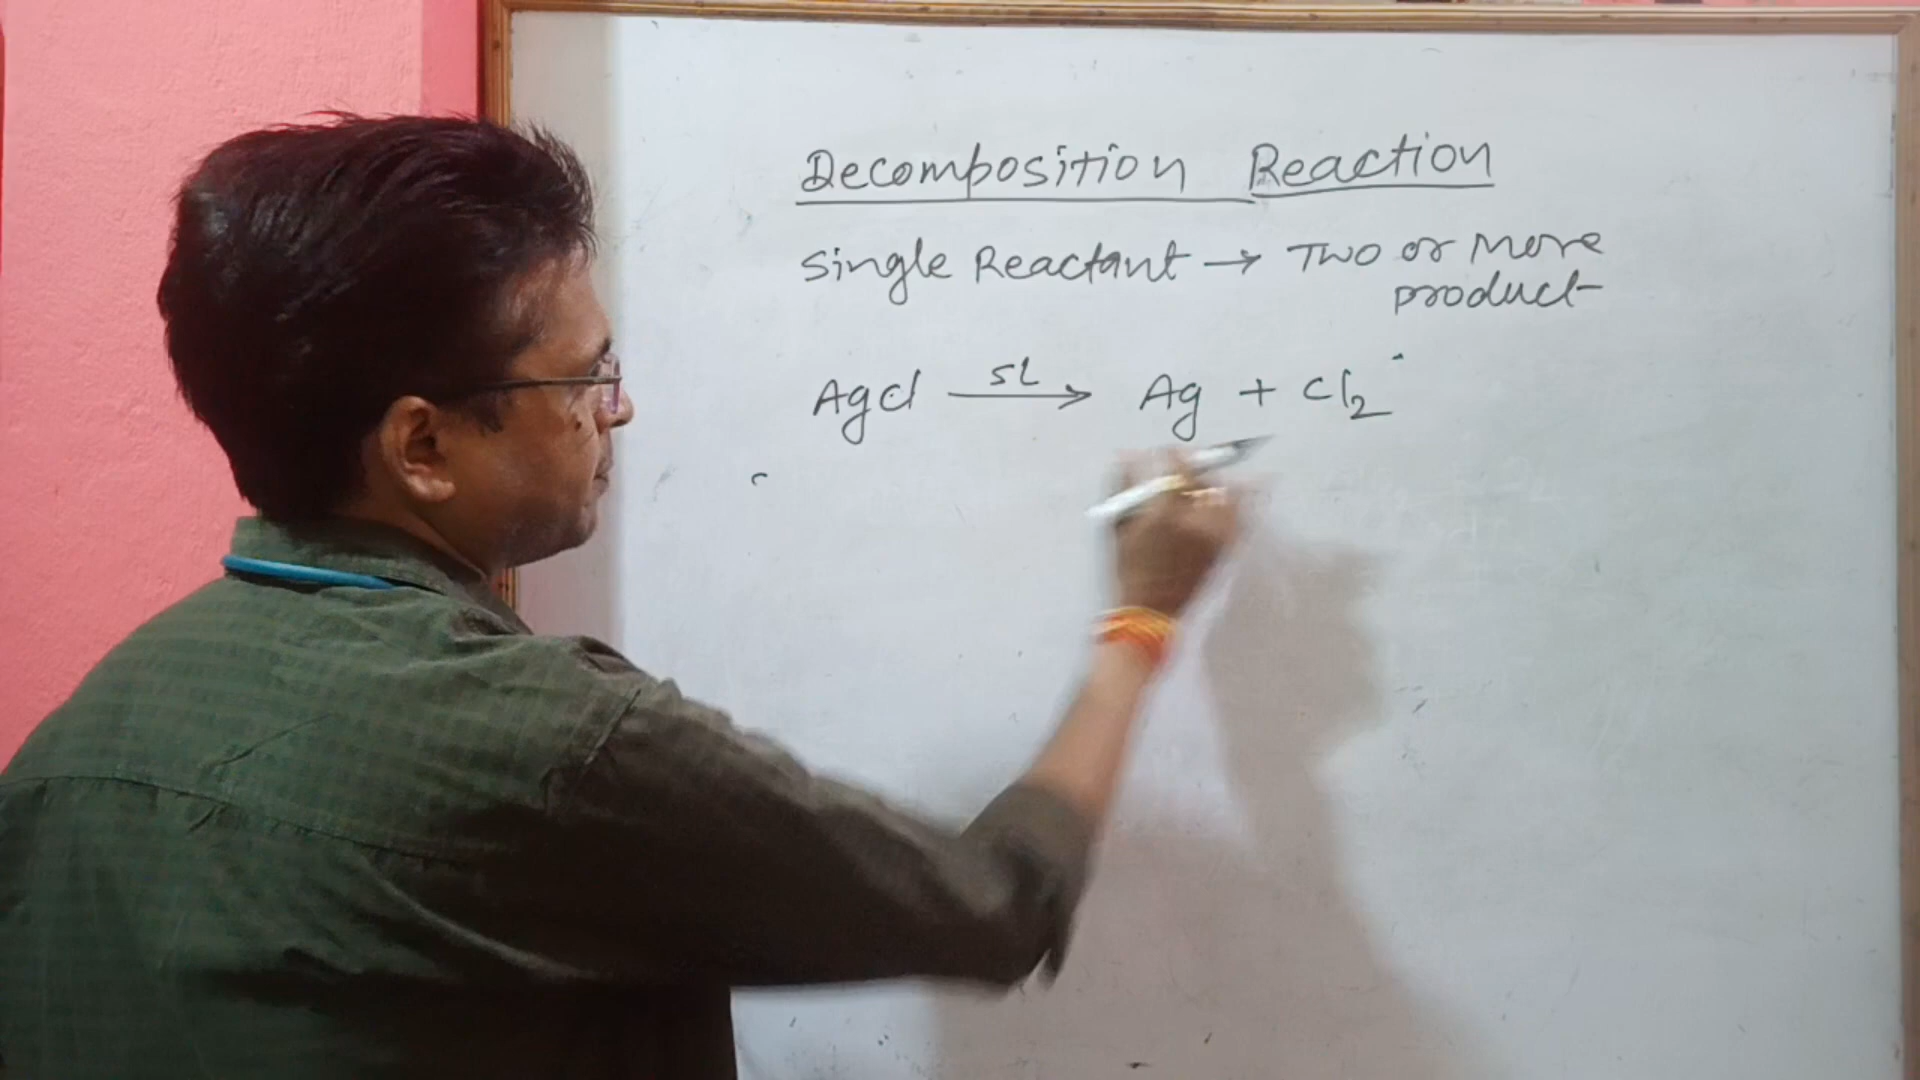 Decomposition Reaction
Single Reactant → Two or More
product
AgCl SL → Ag + Cl2